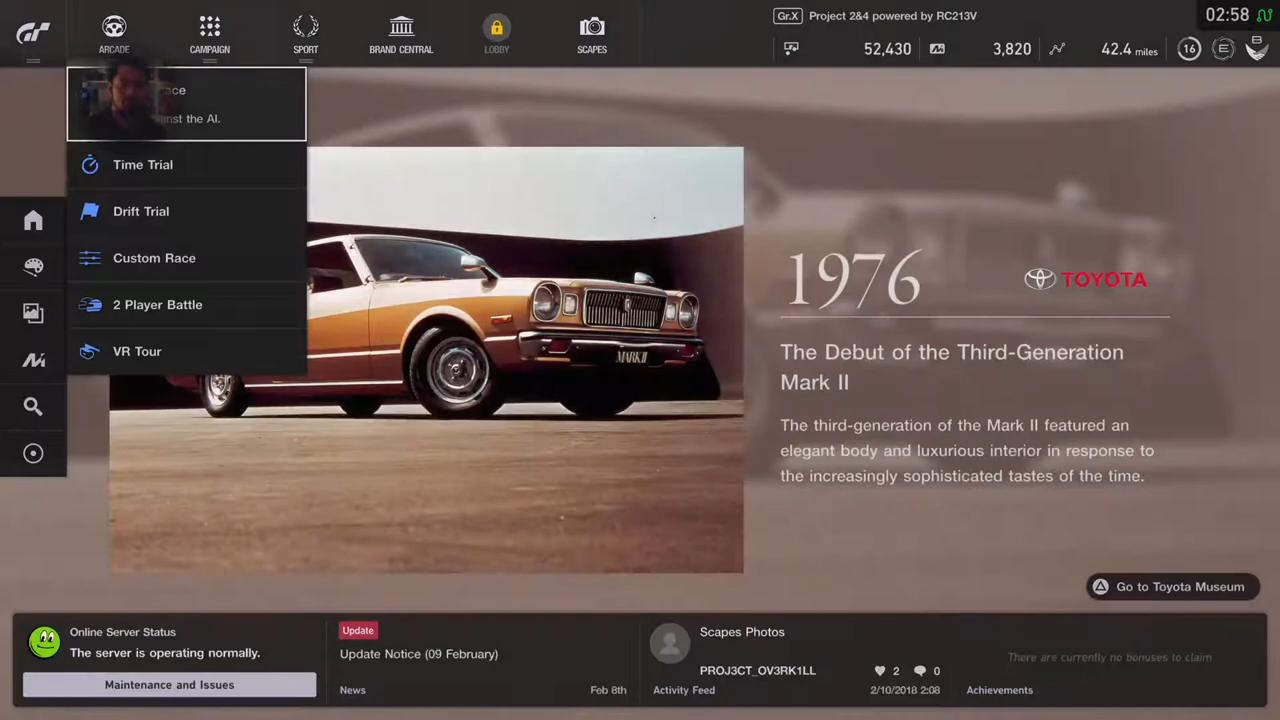 Gr.X Project 2&4 powered by RC213V
02:58
ARCADE
CAMPAIGN
SPORT
BRAND CENTRAL
LOBBY
SCAPES
52,430
3,820
42.4 miles
16
E
ace
inst the AI.
Time Trial
Drift Trial
Custom Race
2 Player Battle
VR Tour
MARK II
1976
TOYOTA
The Debut of the Third-Generation
Mark II
The third-generation of the Mark II featured an
elegant body and luxurious interior in response to
the increasingly sophisticated tastes of the time.
Go to Toyota Museum
Online Server Status
The server is operating normally.
Maintenance and Issues
Update
Update Notice (09 February)
News
Feb 8th
Scapes Photos
PROJ3CT_OV3RK1LL
2
0
Activity Feed
2/10/2018 2:08
There are currently no bonuses to claim
Achievements